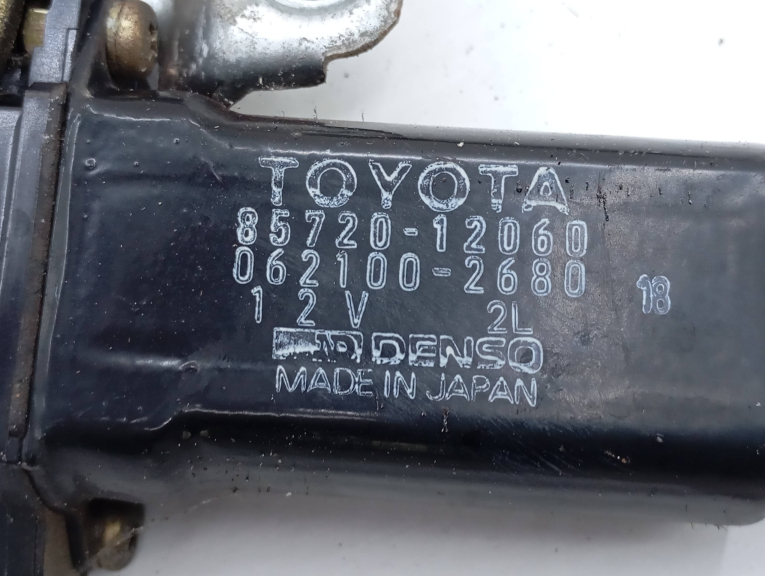 TOYOTA
85720-12060
062100-2680 18
12V 2L
DENSO
MADE IN JAPAN